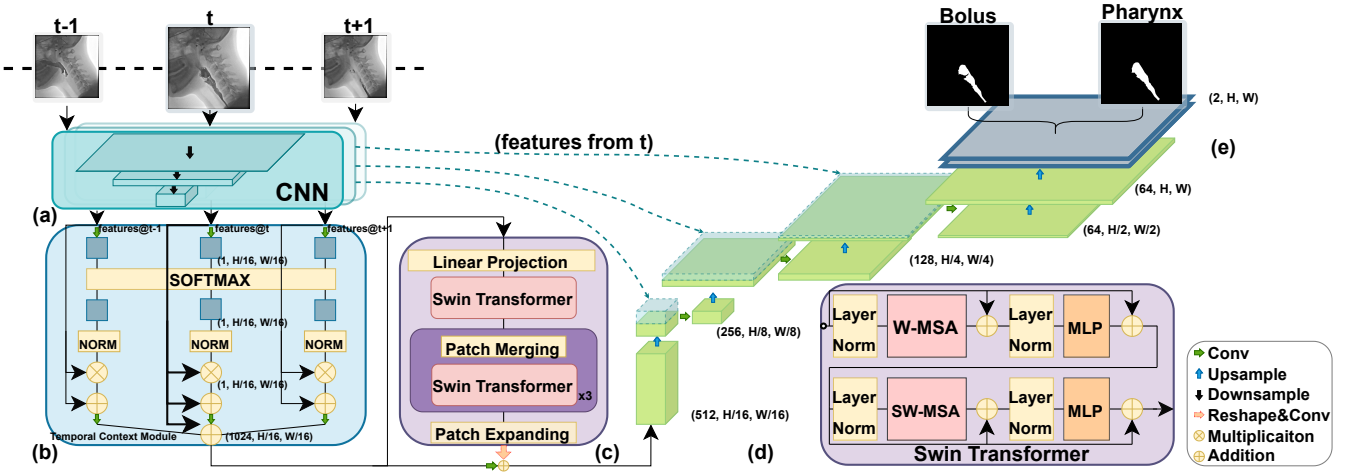 t-1
t
t+1
Bolus
Pharynx
(2, H, W)
(features from t)
(e)
CNN
(a)
(64, H, W)
features@t-1
features@t
features@t+1
(64, H/2, W/2)
(1, H/16, W/16)
Linear Projection
(128, H/4, W/4)
SOFTMAX
Swin Transformer
(1, H/16, W/16)
(256, H/8, W/8)
NORM
NORM
NORM
Patch Merging
Swin Transformer
x3
(1, H/16, W/16)
(512, H/16, W/16)
Patch Expanding
Temporal Context Module
(1024, H/16, W/16)
(b)
(c)
(d)
Layer
Norm
W-MSA
Layer
Norm
MLP
Layer
Norm
SW-MSA
Layer
Norm
MLP
Swin Transformer
Conv
Upsample
Downsample
Reshape&Conv
Multiplicaiton
Addition